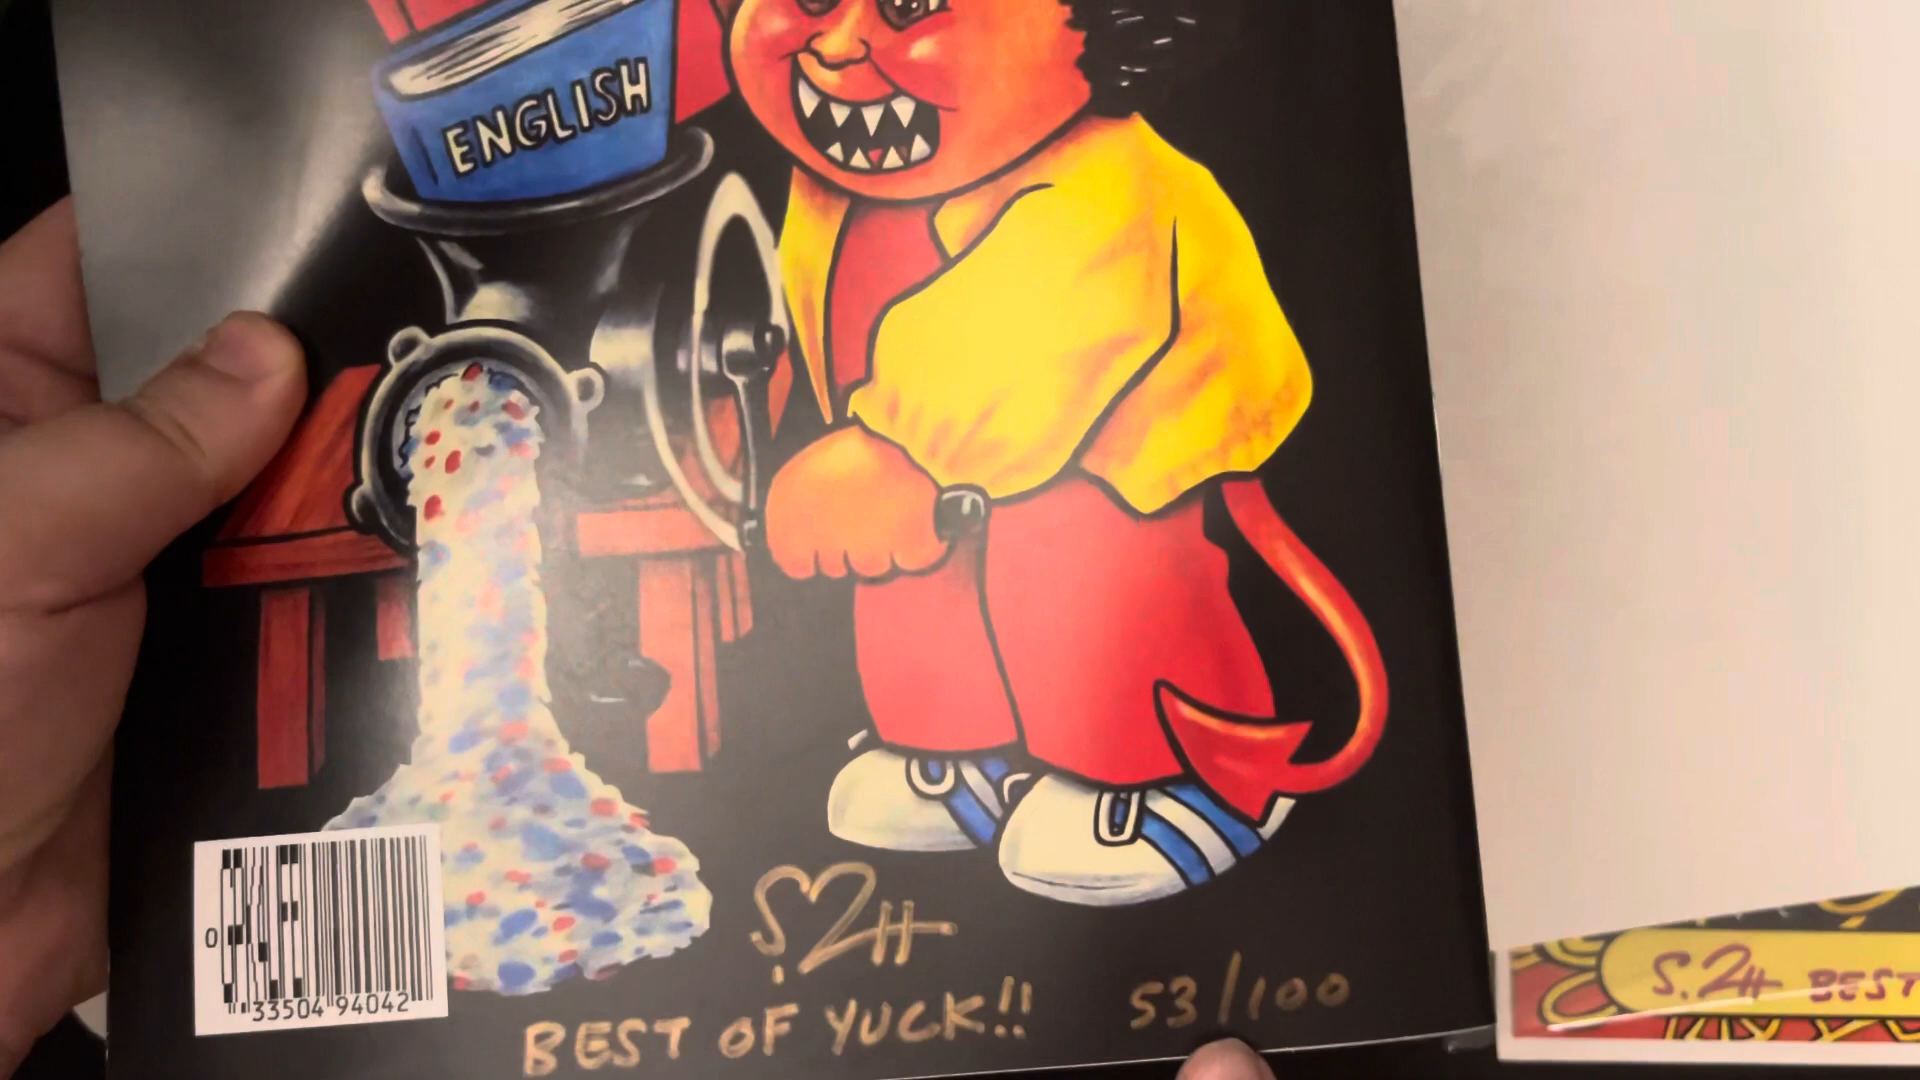 ENGLISH
S.2H
0 33504 94042
BEST OF YUCK!! 53/100
S.2H BEST